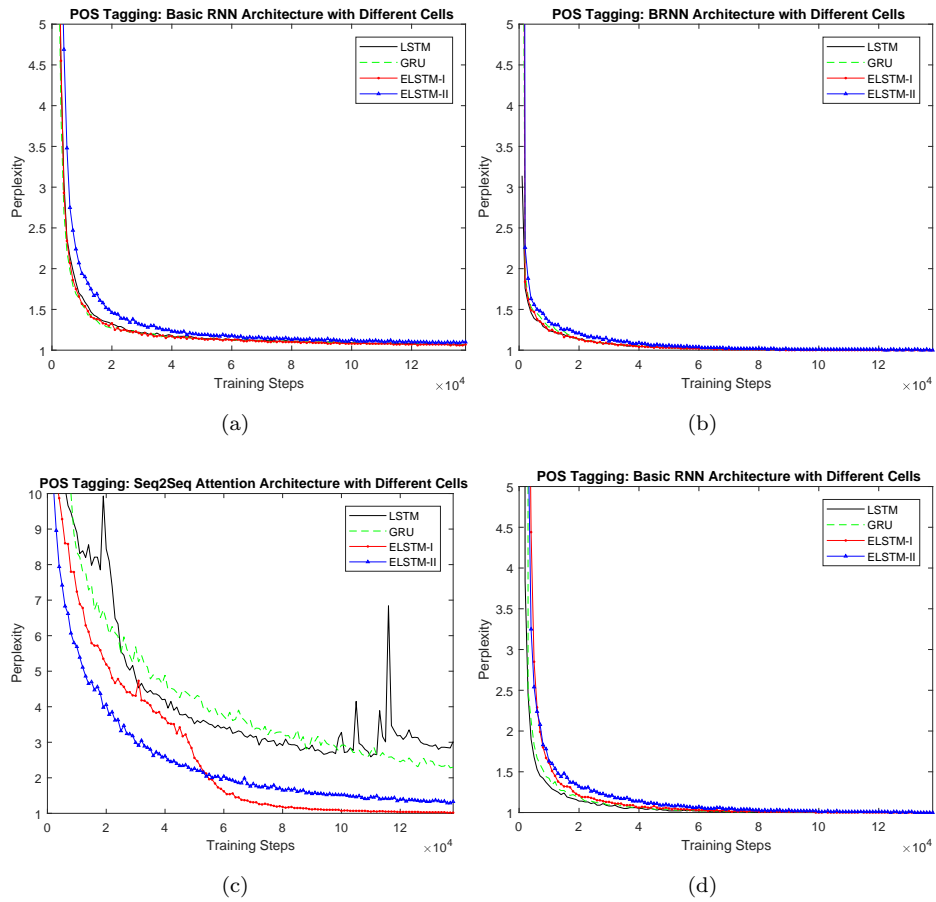 POS Tagging: Basic RNN Architecture with Different Cells
5
4.5
4
3.5
3
2.5
2
1.5
1
Perplexity
LSTM
GRU
ELSTM-I
ELSTM-II
0 2 4 6 8 10 12
Training Steps
×10^4
(a)
POS Tagging: BRNN Architecture with Different Cells
5
4.5
4
3.5
3
2.5
2
1.5
1
Perplexity
LSTM
GRU
ELSTM-I
ELSTM-II
0 2 4 6 8 10 12
Training Steps
×10^4
(b)
POS Tagging: Seq2Seq Attention Architecture with Different Cells
10
9
8
7
6
5
4
3
2
1
Perplexity
LSTM
GRU
ELSTM-I
ELSTM-II
0 2 4 6 8 10 12
Training Steps
×10^4
(c)
POS Tagging: Basic RNN Architecture with Different Cells
5
4.5
4
3.5
3
2.5
2
1.5
1
Perplexity
LSTM
GRU
ELSTM-I
ELSTM-II
0 2 4 6 8 10 12
Training Steps
×10^4
(d)